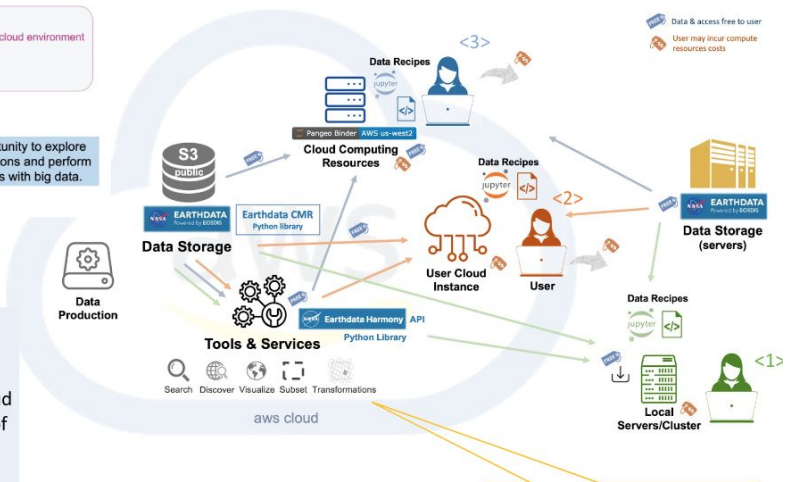 cloud environment
Data & access free to user
User may incur compute
resources costs
<3>
Data Recipes
jupyter
</>
Pangeo Binder AWS us-west2
Cloud Computing
Resources
FREE
tunity to explore
ons and perform
s with big data.
S3
public
NASA EARTHDATA
Powered by EOSDIS
Earthdata CMR
Python library
Data Storage
Data Recipes
jupyter
</>
<2>
User Cloud
Instance
User
NASA EARTHDATA
Powered by EOSDIS
Data Storage
(servers)
aws
Data
Production
Earthdata Harmony API
Python Library
Tools & Services
Search Discover Visualize Subset Transformations
aws cloud
Data Recipes
jupyter
</>
<1>
Local
Servers/Cluster
d
of